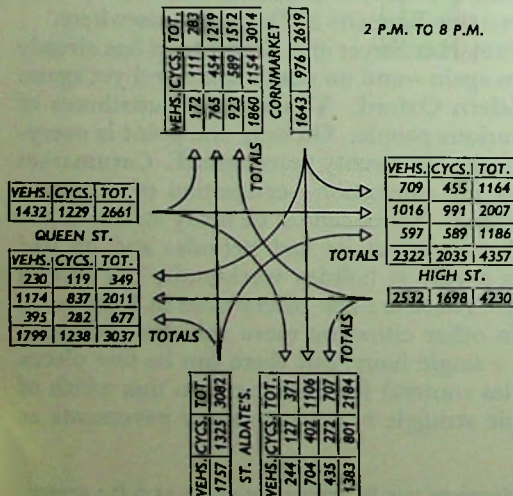 2 P.M. TO 8 P.M.
VEHS. CYCS. TOT.
172 111 283
765 454 1219
923 589 1512
1860 1154 3014
TOTALS
CORNMARKET
1643 976 2619
VEHS. CYCS. TOT.
1432 1229 2661
QUEEN ST.
VEHS. CYCS. TOT.
230 119 349
1174 837 2011
395 282 677
1799 1238 3037
TOTALS
VEHS. CYCS. TOT.
709 455 1164
1016 991 2007
597 589 1186
TOTALS 2322 2035 4357
HIGH ST.
2532 1698 4230
VEHS. CYCS. TOT.
1757 1325 3082
ST. ALDATE'S.
VEHS. CYCS. TOT.
244 127 371
704 402 1106
435 272 707
1383 801 2184
TOTALS